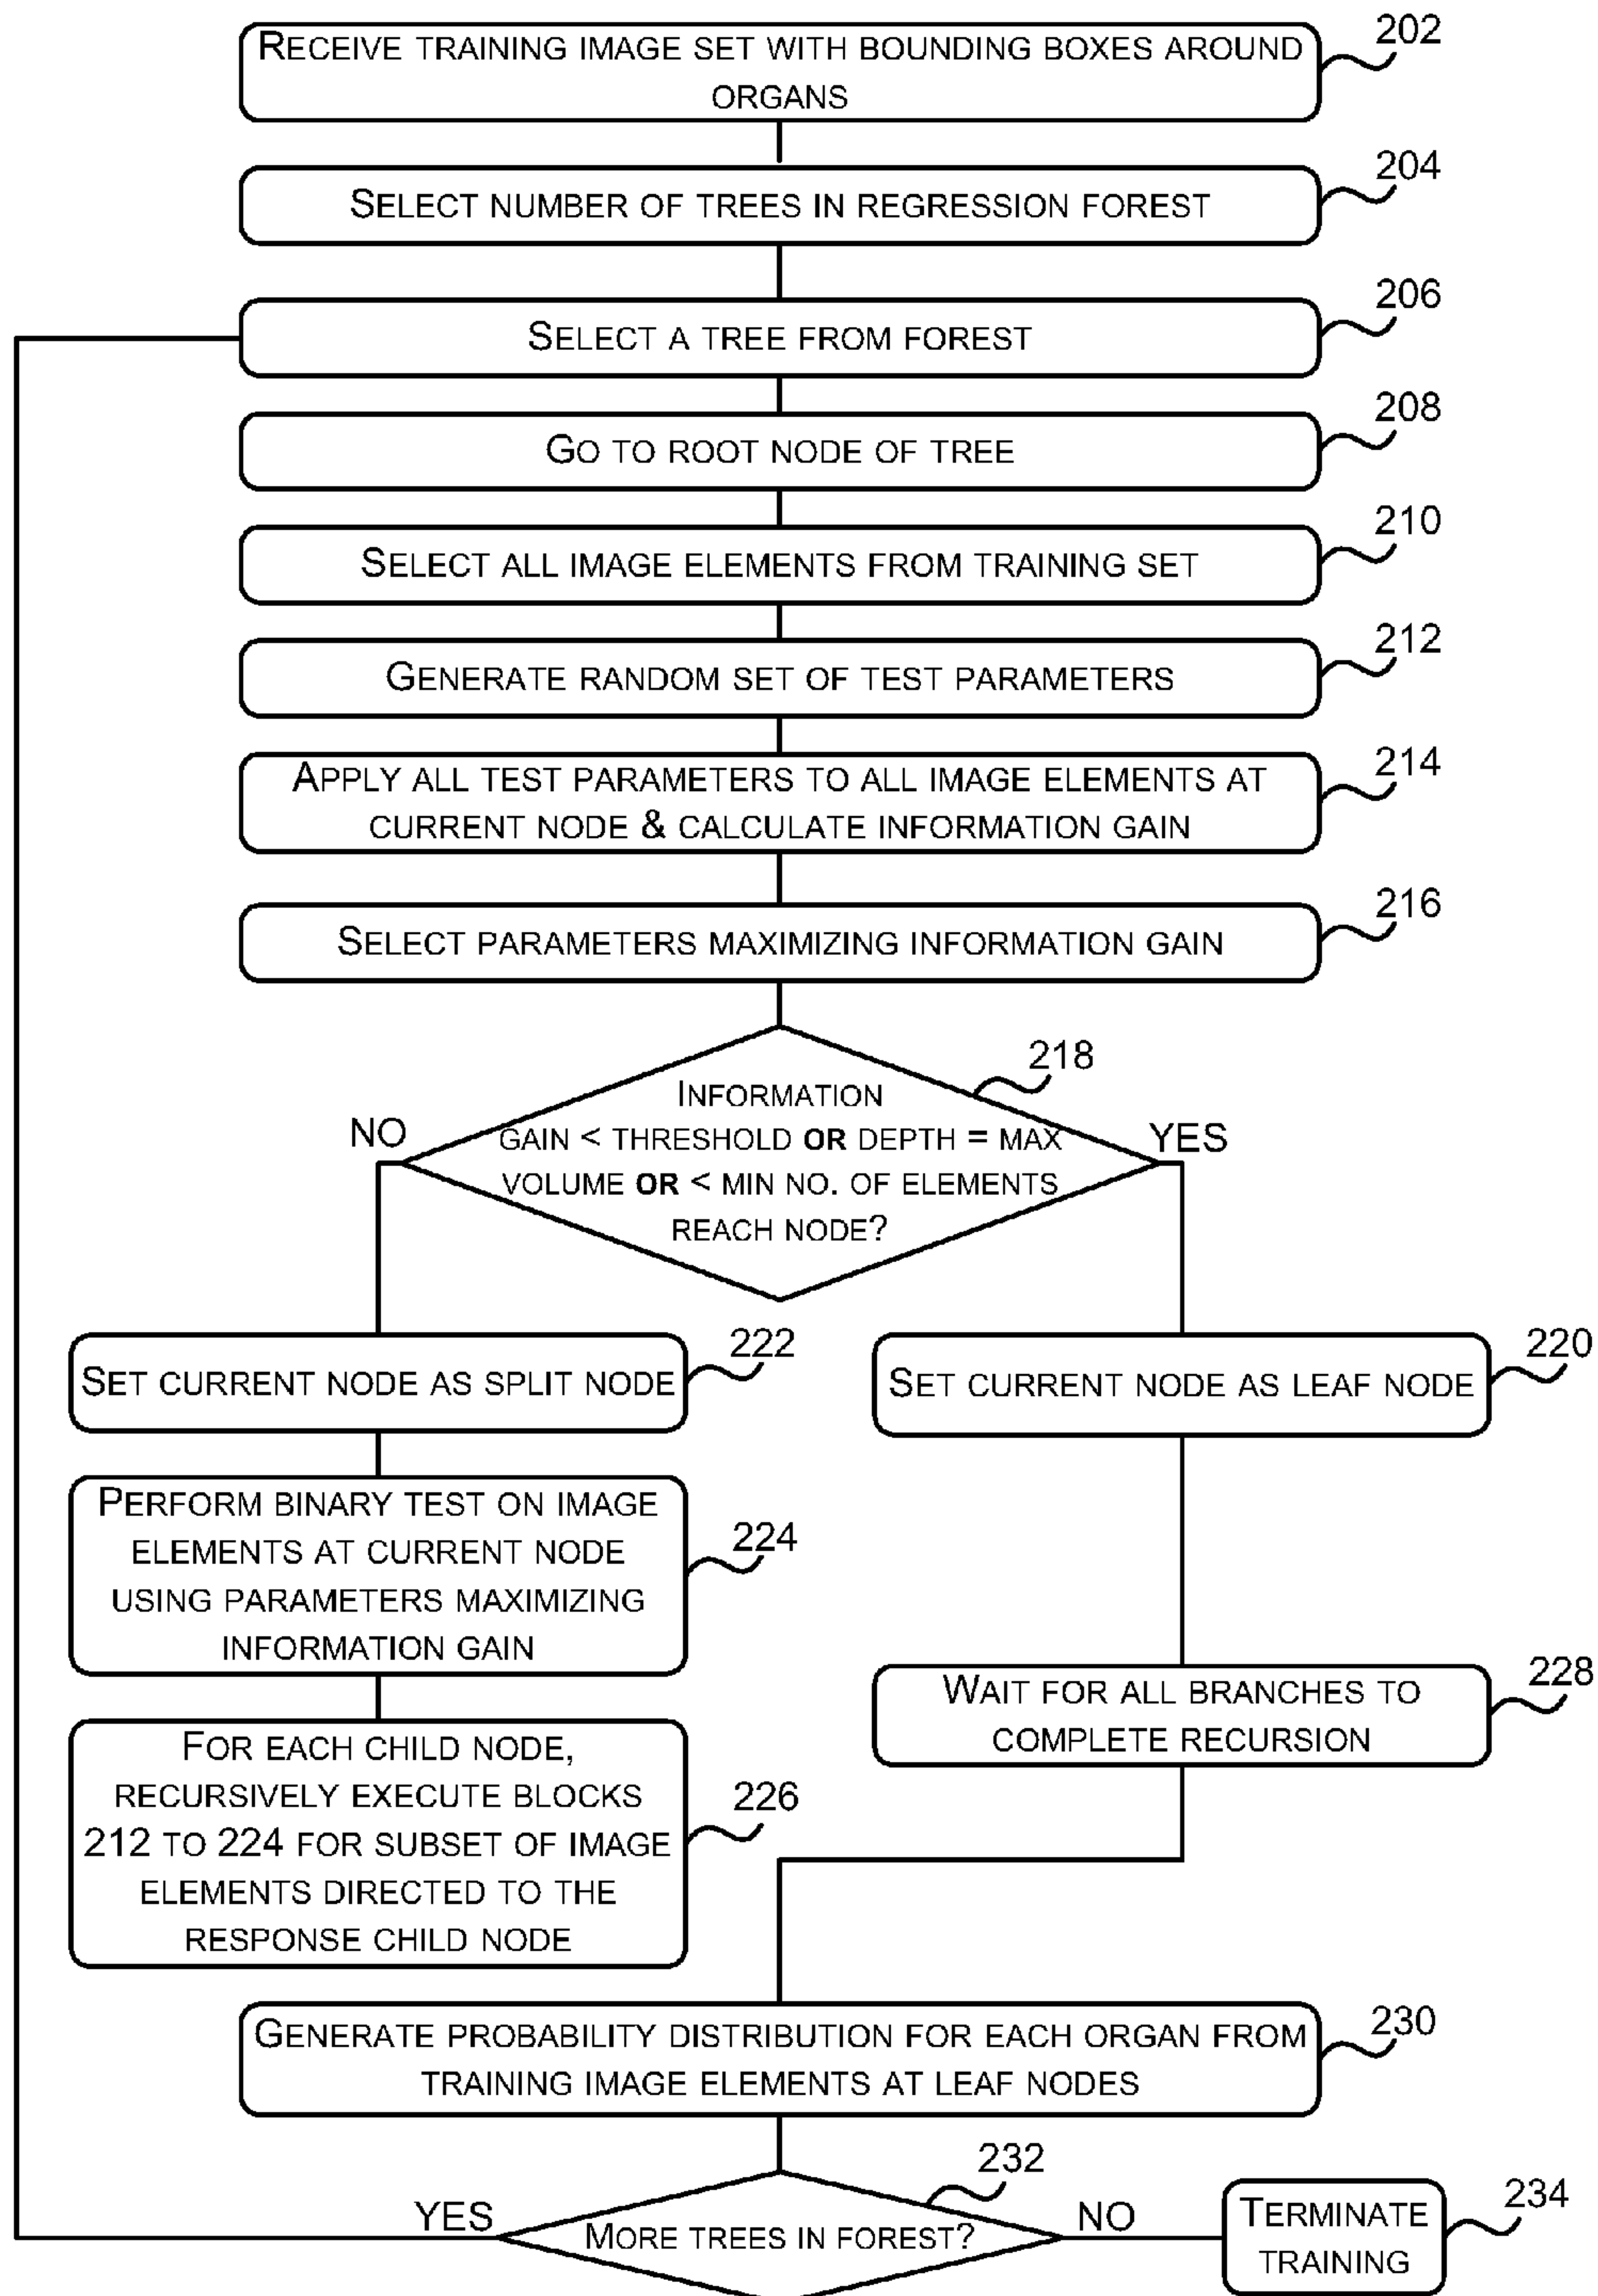 RECEIVE TRAINING IMAGE SET WITH BOUNDING BOXES AROUND
ORGANS
202
SELECT NUMBER OF TREES IN REGRESSION FOREST
204
SELECT A TREE FROM FOREST
206
GO TO ROOT NODE OF TREE
208
SELECT ALL IMAGE ELEMENTS FROM TRAINING SET
210
GENERATE RANDOM SET OF TEST PARAMETERS
212
APPLY ALL TEST PARAMETERS TO ALL IMAGE ELEMENTS AT
CURRENT NODE & CALCULATE INFORMATION GAIN
214
SELECT PARAMETERS MAXIMIZING INFORMATION GAIN
216
218
INFORMATION
GAIN < THRESHOLD OR DEPTH = MAX
VOLUME OR < MIN NO. OF ELEMENTS
REACH NODE?
NO
YES
SET CURRENT NODE AS SPLIT NODE
222
SET CURRENT NODE AS LEAF NODE
220
PERFORM BINARY TEST ON IMAGE
ELEMENTS AT CURRENT NODE
USING PARAMETERS MAXIMIZING
INFORMATION GAIN
224
FOR EACH CHILD NODE,
RECURSIVELY EXECUTE BLOCKS
212 TO 224 FOR SUBSET OF IMAGE
ELEMENTS DIRECTED TO THE
RESPONSE CHILD NODE
226
WAIT FOR ALL BRANCHES TO
COMPLETE RECURSION
228
GENERATE PROBABILITY DISTRIBUTION FOR EACH ORGAN FROM
TRAINING IMAGE ELEMENTS AT LEAF NODES
230
232
YES
MORE TREES IN FOREST?
NO
TERMINATE
TRAINING
234